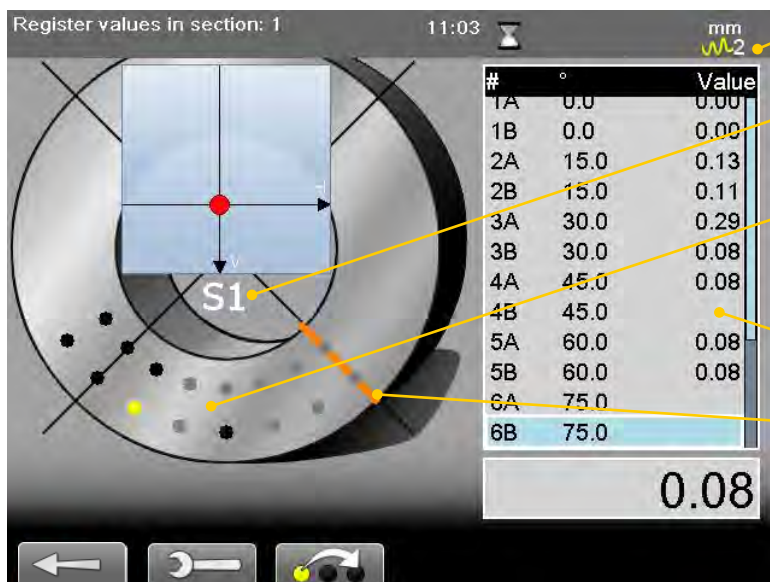 Register values in section: 1
11:03
mm
2
# ° Value
1A 0.0 0.00
1B 0.0 0.00
2A 15.0 0.13
2B 15.0 0.11
3A 30.0 0.29
3B 30.0 0.08
4A 45.0 0.08
4B 45.0
5A 60.0 0.08
5B 60.0 0.08
6A 75.0
6B 75.0
0.08
H
V
S1